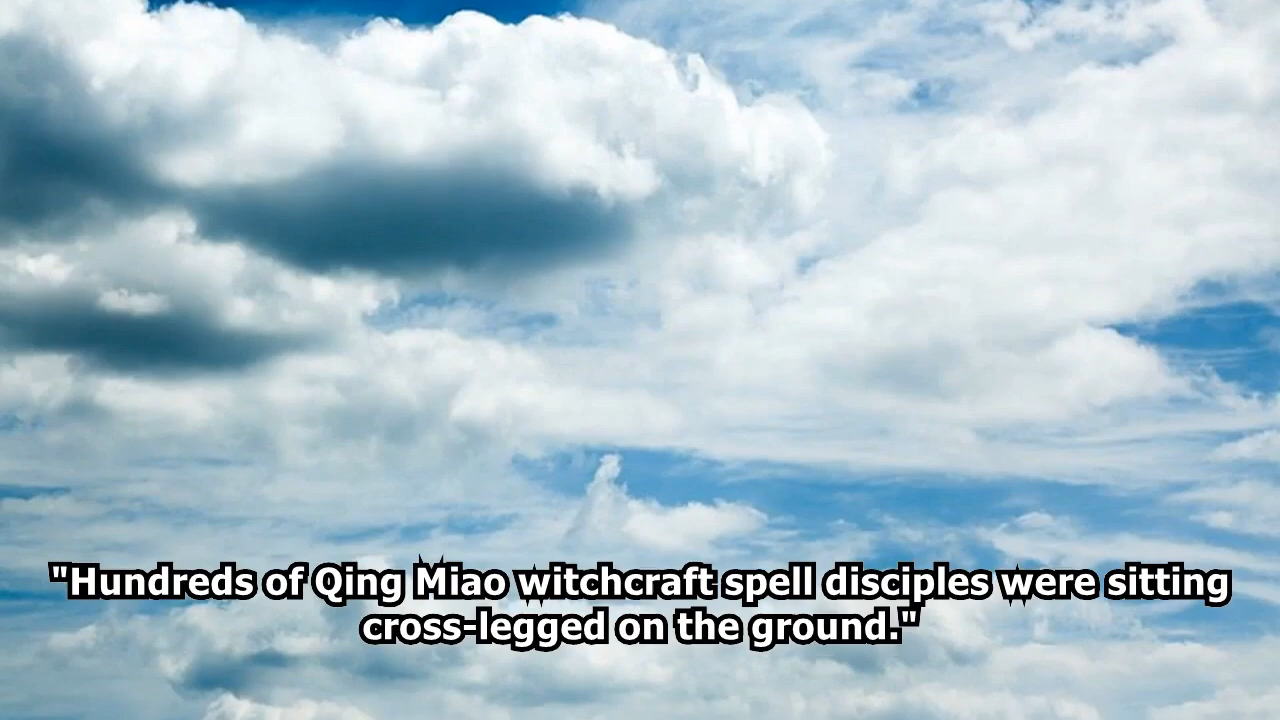 "Hundreds of Qing Miao witchcraft spell disciples were sitting
cross-legged on the ground."